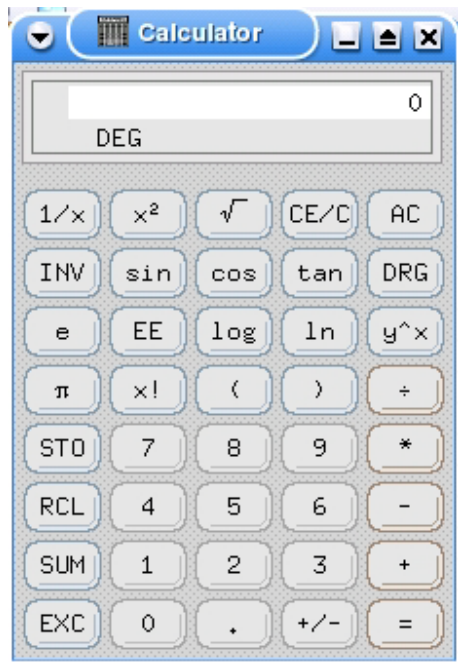 Calculator
0
DEG
1/x x² √ CE/C AC
INV sin cos tan DRG
e EE log ln y^x
π x! ( ) ÷
STO 7 8 9 *
RCL 4 5 6 -
SUM 1 2 3 +
EXC 0 . +/- =